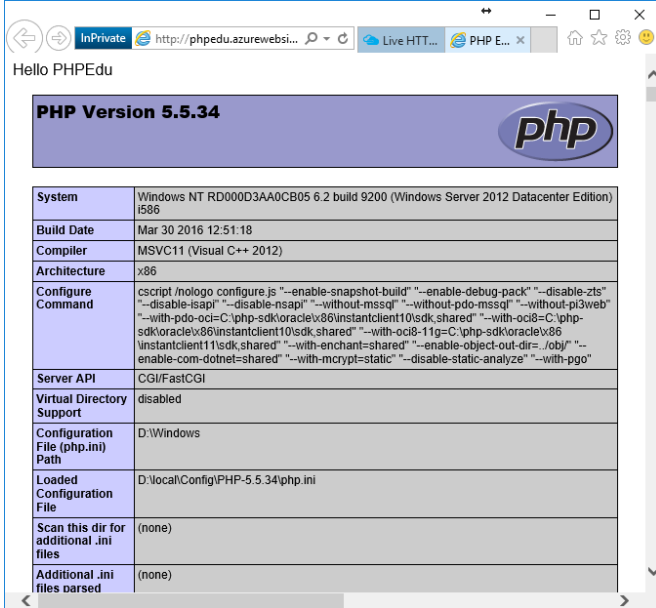 InPrivate
http://phpedu.azurewebsi...
Live HTT...
PHP E...
Hello PHPEdu
PHP Version 5.5.34
php
System
Windows NT RD000D3AA0CB05 6.2 build 9200 (Windows Server 2012 Datacenter Edition)
i586
Build Date
Mar 30 2016 12:51:18
Compiler
MSVC11 (Visual C++ 2012)
Architecture
x86
Configure
Command
cscript /nologo configure.js "--enable-snapshot-build" "--enable-debug-pack" "--disable-zts"
"--disable-isapi" "--disable-nsapi" "--without-mssql" "--without-pdo-mssql" "--without-pi3web"
"--with-pdo-oci=C:\php-sdk\oracle\x86\instantclient10\sdk,shared" "--with-oci8=C:\php-
sdk\oracle\x86\instantclient10\sdk,shared" "--with-oci8-11g=C:\php-sdk\oracle\x86
\instantclient11\sdk,shared" "--with-enchant=shared" "--enable-object-out-dir=../obj/" "--
enable-com-dotnet=shared" "--with-mcrypt=static" "--disable-static-analyze" "--with-pgo"
Server API
CGI/FastCGI
Virtual Directory
Support
disabled
Configuration
File (php.ini)
Path
D:\Windows
Loaded
Configuration
File
D:\local\Config\PHP-5.5.34\php.ini
Scan this dir for
additional .ini
files
(none)
Additional .ini
files parsed
(none)